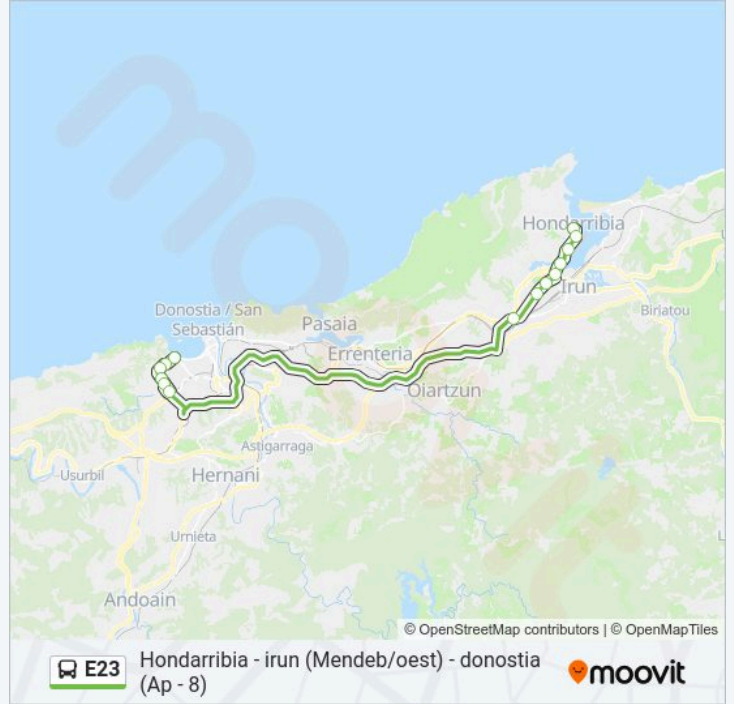 Hondarribia
Irun
Biriatou
Donostia / San
Sebastián
Pasaia
Errenteria
Oiartzun
Astigarraga
Usurbil
Hernani
Urnieta
Andoain
© OpenStreetMap contributors | © OpenMapTiles
E23
Hondarribia - irun (Mendeb/oest) - donostia
(Ap - 8)
moovit